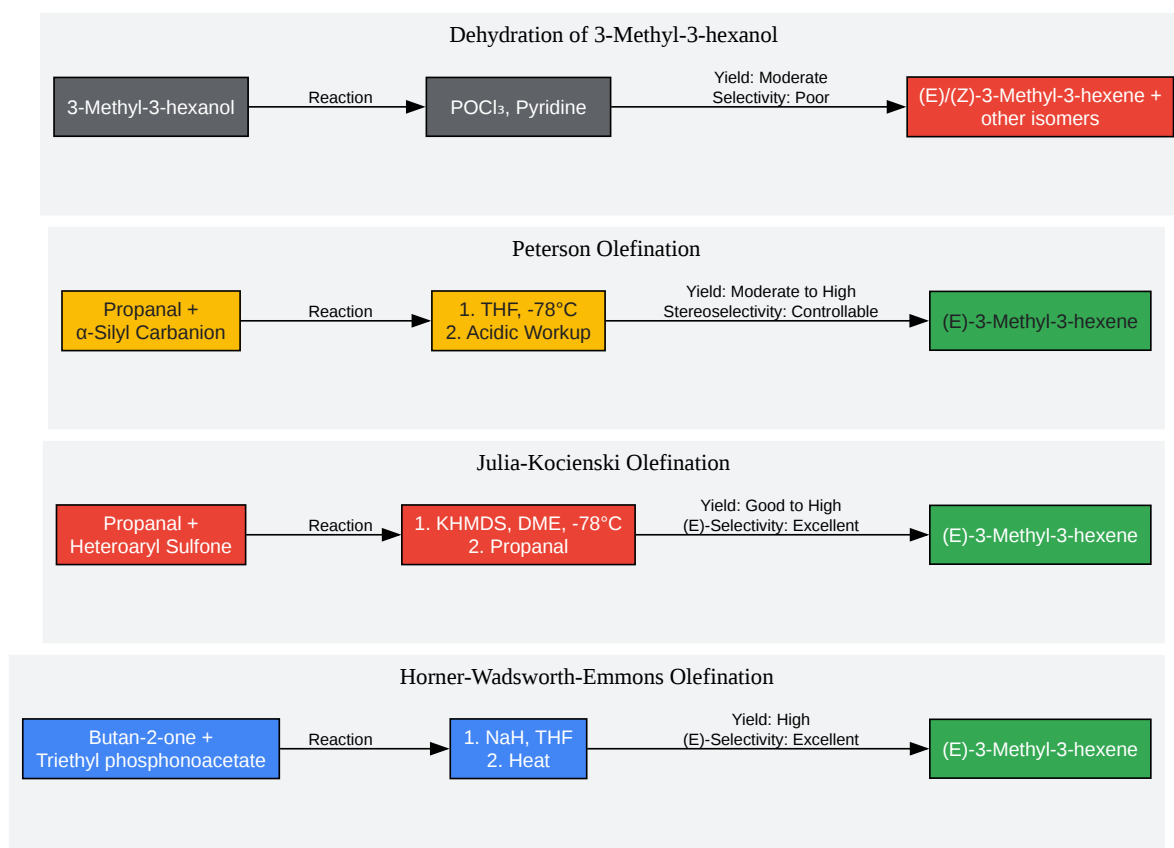 Dehydration of 3-Methyl-3-hexanol
3-Methyl-3-hexanol
Reaction
POCl₃, Pyridine
Yield: Moderate
Selectivity: Poor
(E)/(Z)-3-Methyl-3-hexene +
other isomers
Peterson Olefination
Propanal +
α-Silyl Carbanion
Reaction
1. THF, -78°C
2. Acidic Workup
Yield: Moderate to High
Stereoselectivity: Controllable
(E)-3-Methyl-3-hexene
Julia-Kocienski Olefination
Propanal +
Heteroaryl Sulfone
Reaction
1. KHMDS, DME, -78°C
2. Propanal
Yield: Good to High
(E)-Selectivity: Excellent
(E)-3-Methyl-3-hexene
Horner-Wadsworth-Emmons Olefination
Butan-2-one +
Triethyl phosphonoacetate
Reaction
1. NaH, THF
2. Heat
Yield: High
(E)-Selectivity: Excellent
(E)-3-Methyl-3-hexene